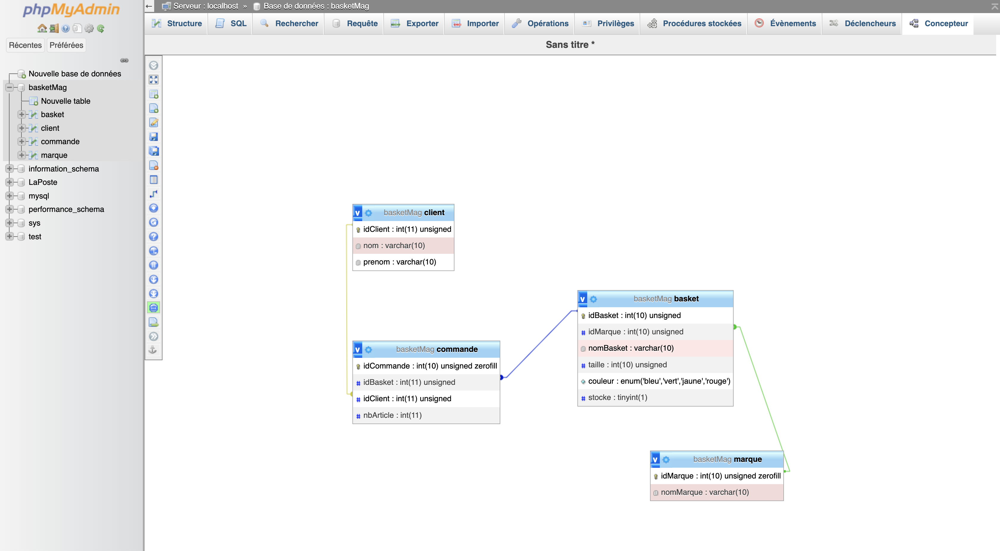 phpMyAdmin
Récentes Préférées
Nouvelle base de données
basketMag
Nouvelle table
basket
client
commande
marque
information_schema
LaPoste
mysql
performance_schema
sys
test
Serveur : localhost » Base de données : basketMag
Structure SQL Rechercher Requête Exporter Importer Opérations Privilèges Procédures stockées Évènements Déclencheurs Concepteur
Sans titre *
v basketMag client
idClient : int(11) unsigned
nom : varchar(10)
prenom : varchar(10)
v basketMag commande
idCommande : int(10) unsigned zerofill
# idBasket : int(11) unsigned
# idClient : int(11) unsigned
# nbArticle : int(11)
v basketMag basket
idBasket : int(10) unsigned
# idMarque : int(10) unsigned
nomBasket : varchar(10)
# taille : int(10) unsigned
couleur : enum('bleu','vert','jaune','rouge')
# stocke : tinyint(1)
v basketMag marque
idMarque : int(10) unsigned zerofill
nomMarque : varchar(10)